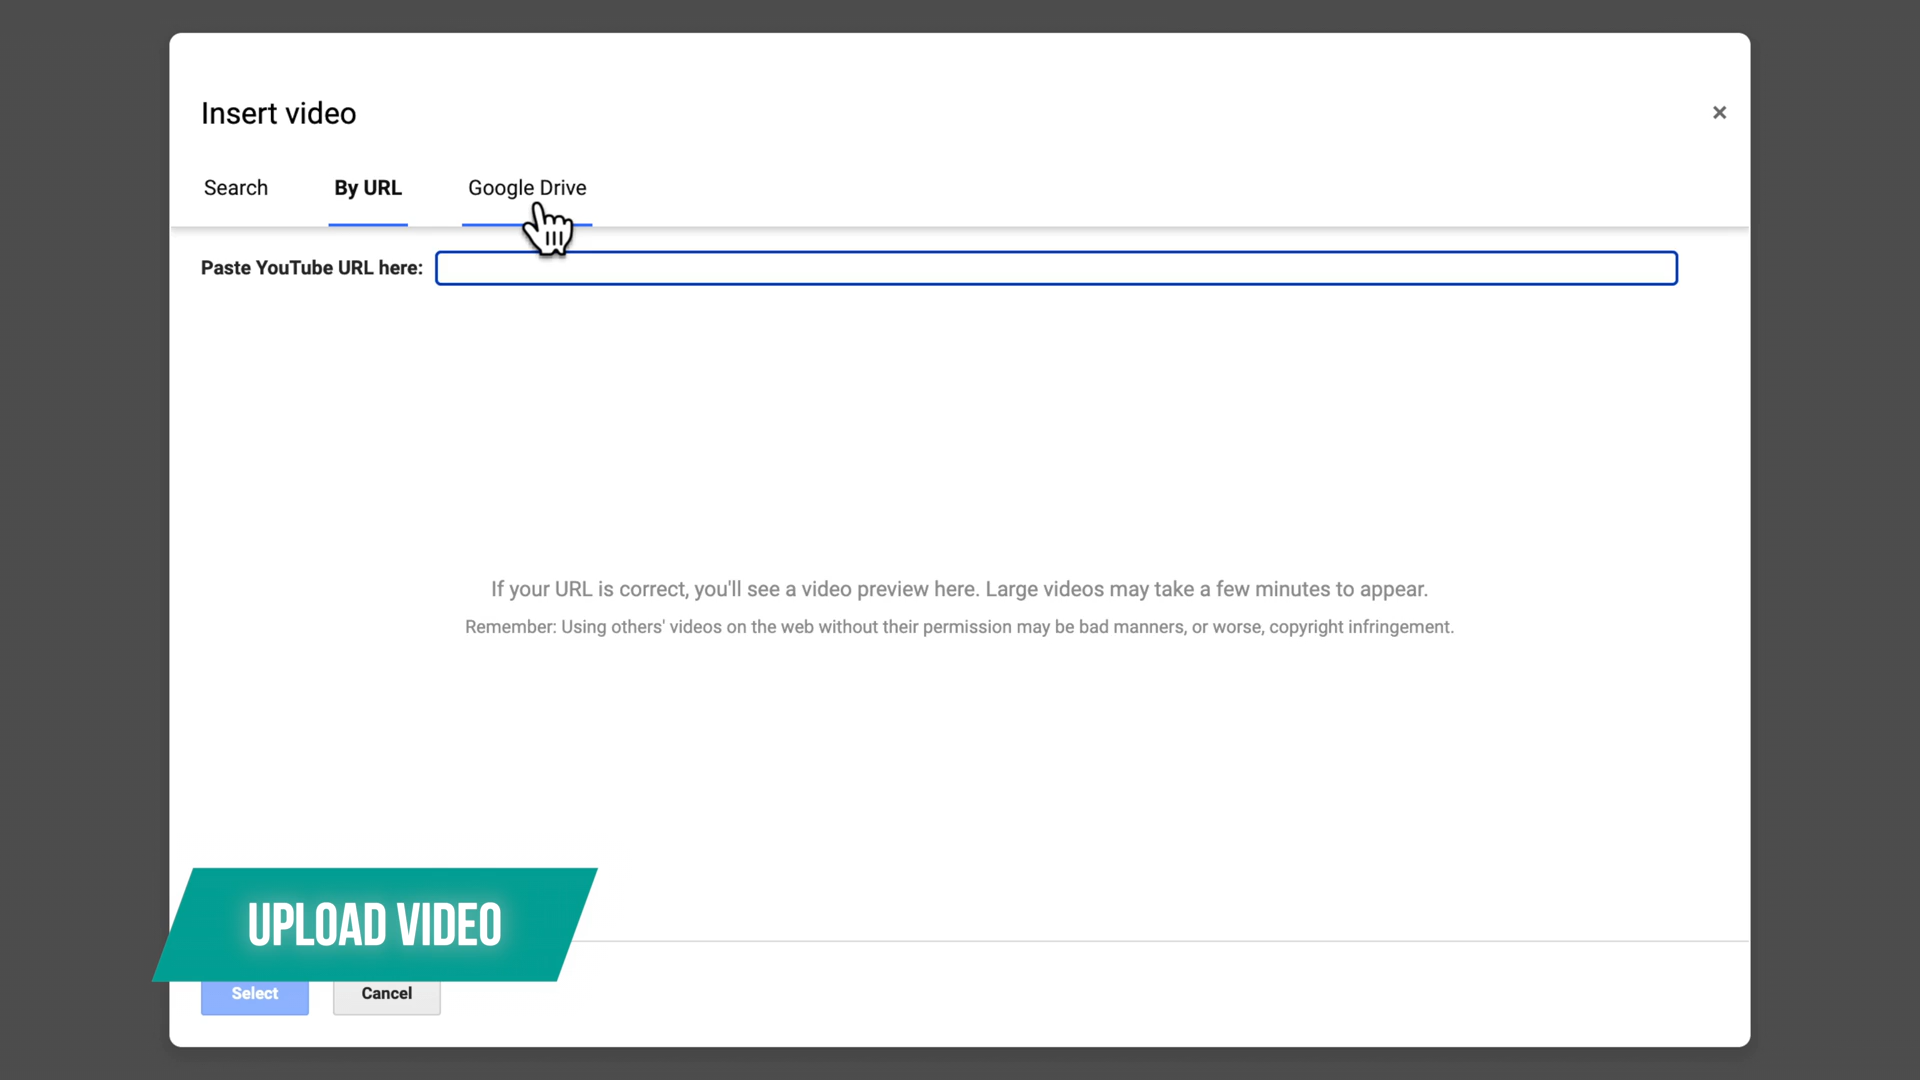 Insert video
×
Search By URL Google Drive
Paste YouTube URL here:
If your URL is correct, you'll see a video preview here. Large videos may take a few minutes to appear.
Remember: Using others' videos on the web without their permission may be bad manners, or worse, copyright infringement.
UPLOAD VIDEO
Select Cancel